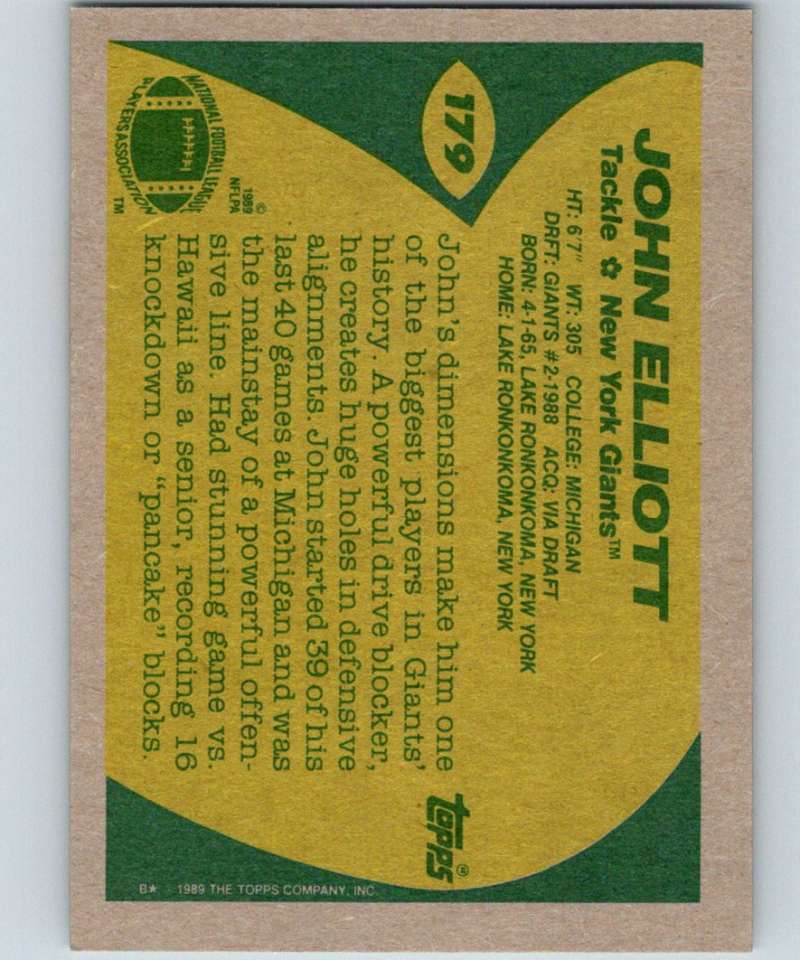 179
JOHN ELLIOTT
Tackle ✿ New York Giants™
HT: 6'7" WT: 305 COLLEGE: MICHIGAN
DRFT: GIANTS #2-1988 ACQ: VIA DRAFT
BORN: 4-1-65, LAKE RONKONKOMA, NEW YORK
HOME: LAKE RONKONKOMA, NEW YORK
John's dimensions make him one
of the biggest players in Giants'
history. A powerful drive blocker,
he creates huge holes in defensive
alignments. John started 39 of his
last 40 games at Michigan and was
the mainstay of a powerful offen-
sive line. Had stunning game vs.
Hawaii as a senior, recording 16
knockdown or "pancake" blocks.
NATIONAL FOOTBALL LEAGUE
PLAYERS ASSOCIATION
TM
©
1989
NFLPA
topps®
B★ 1989 THE TOPPS COMPANY, INC.